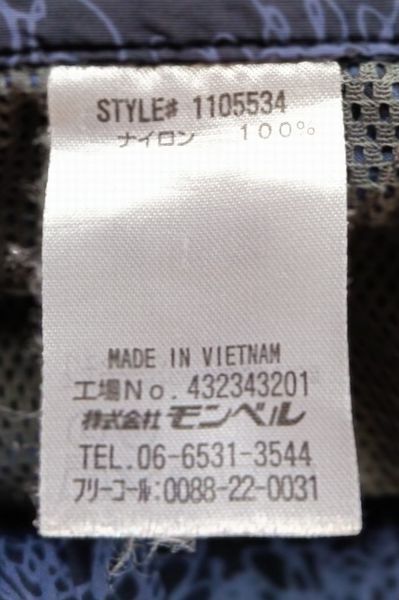 STYLE# 1105534
ナイロン 100%
MADE IN VIETNAM
工場No.432343201
株式会社 モンベル
TEL.06-6531-3544
フリーコール:0088-22-0031